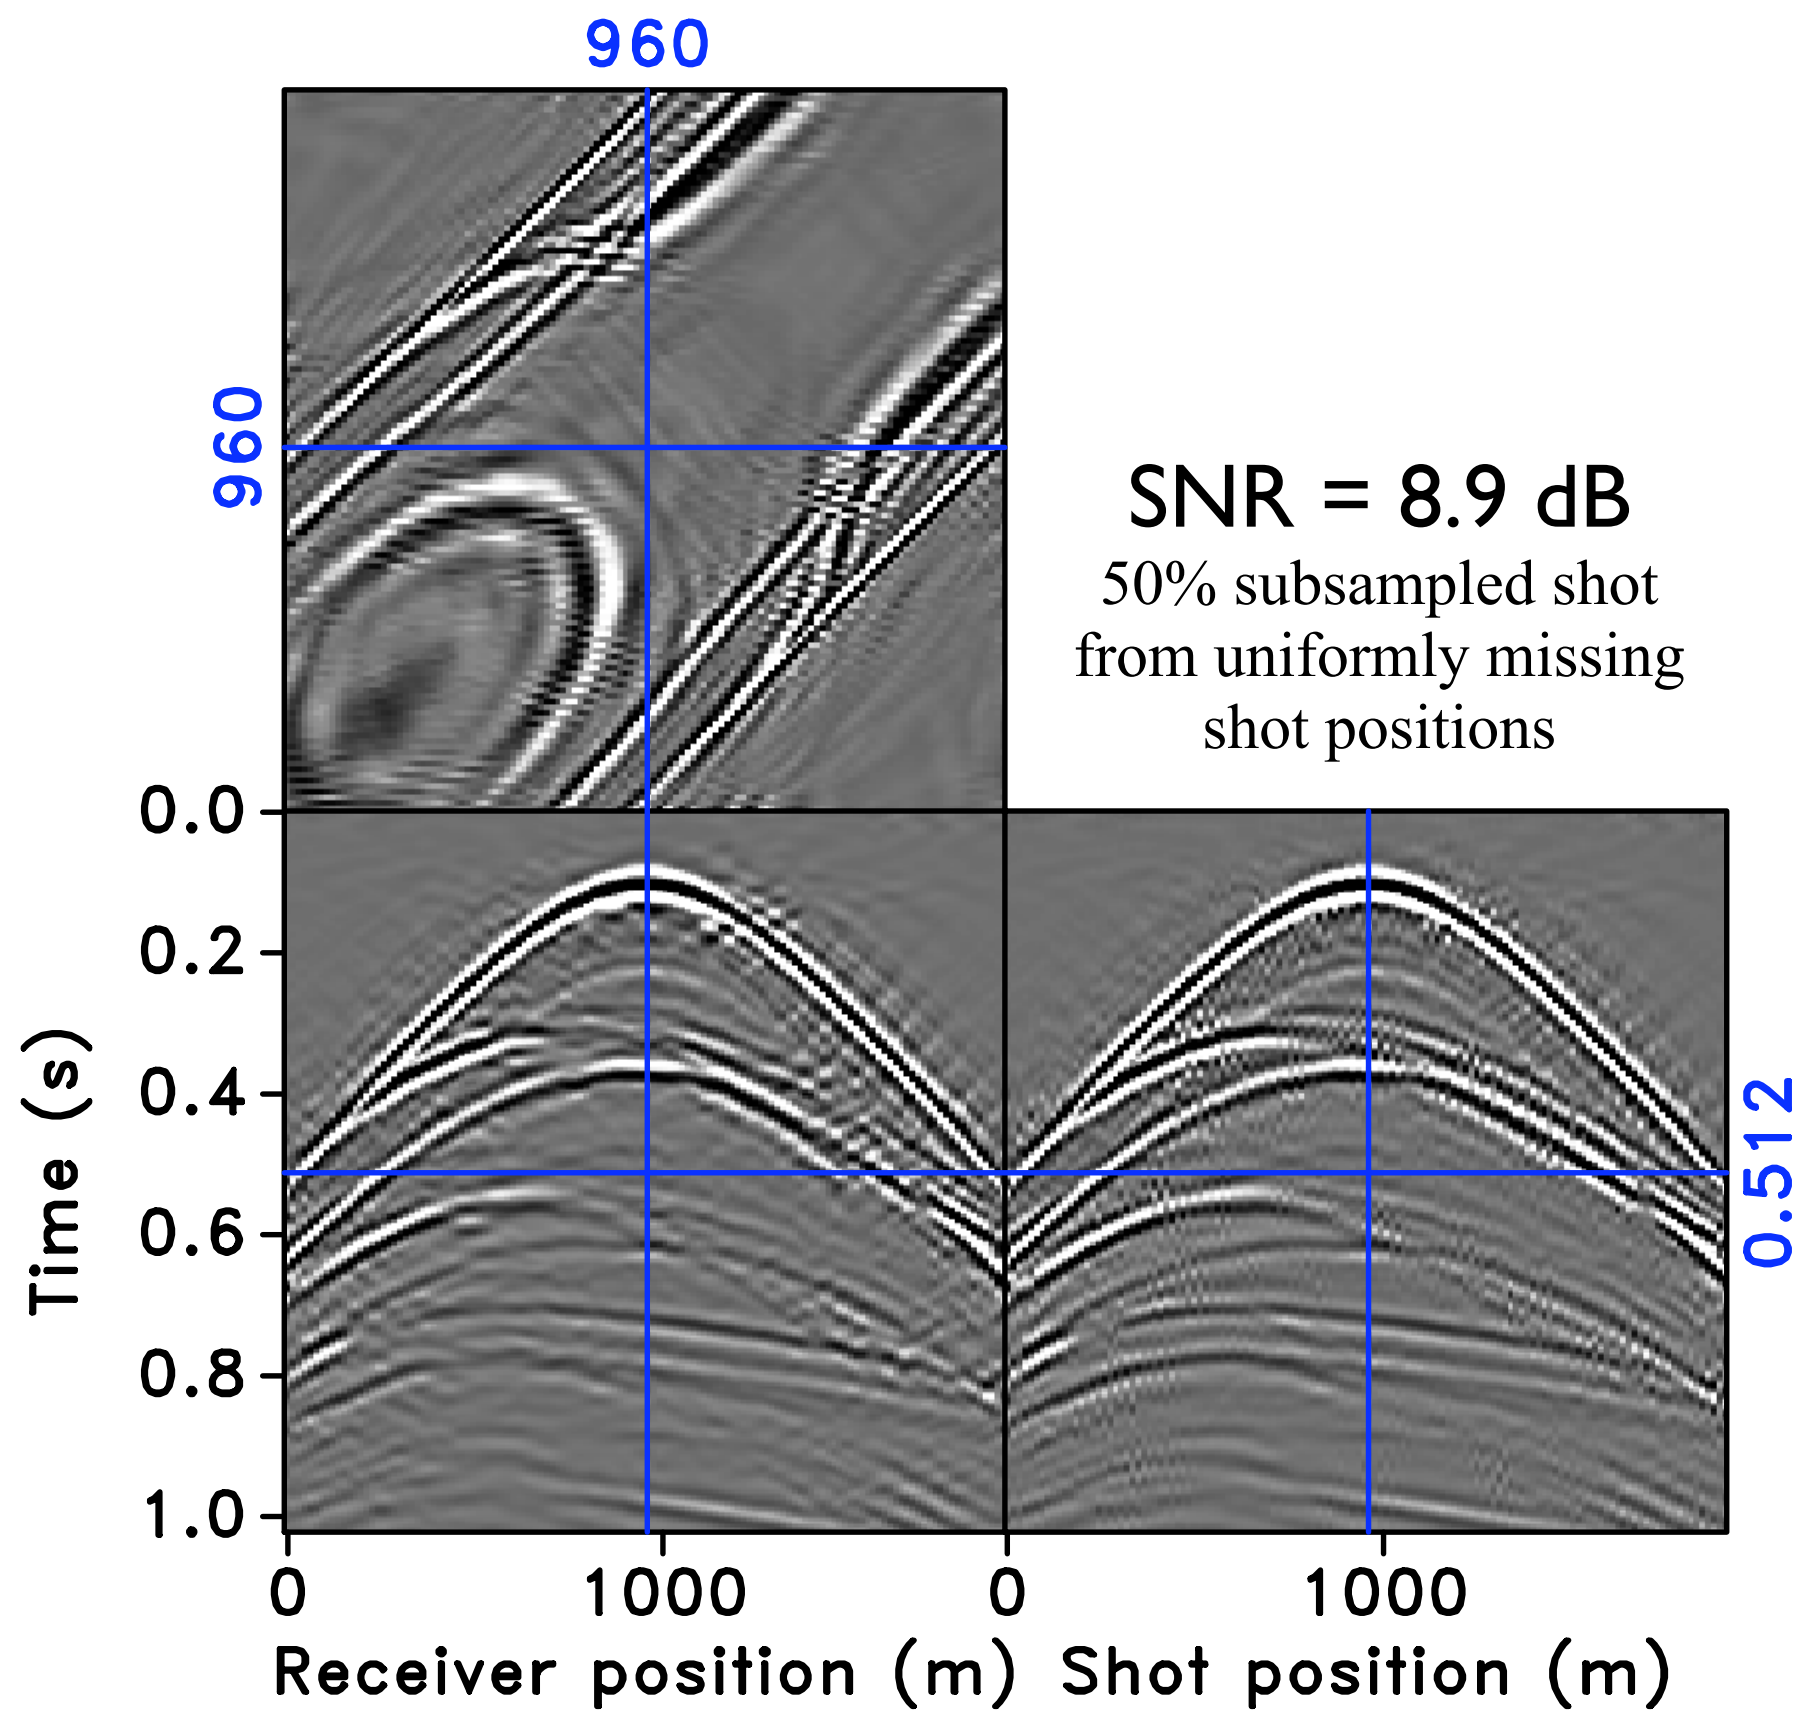 960
960
SNR = 8.9 dB
50% subsampled shot
from uniformly missing
shot positions
0.0
0.2
0.4
0.6
0.8
1.0
Time (s)
0.512
0 1000 0 1000
Receiver position (m) Shot position (m)